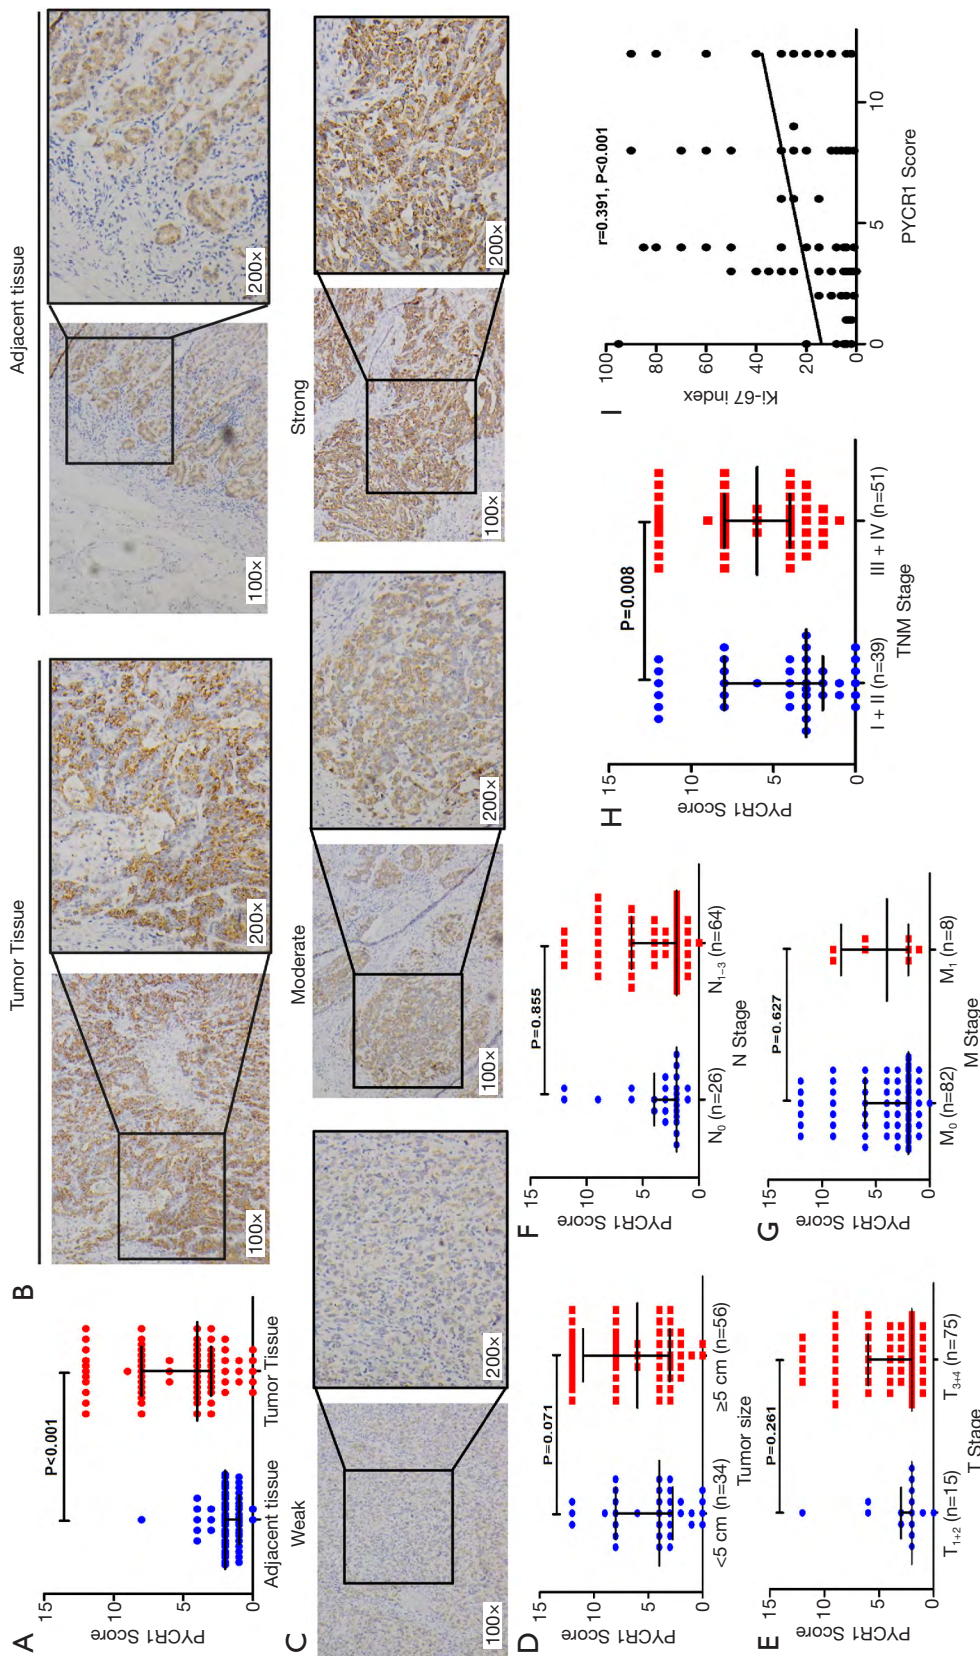 A
PYCR1 Score
15
10
5
0
P<0.001
Adjacent tissue
Tumor Tissue
B
Tumor Tissue
100×
200×
Adjacent tissue
100×
200×
C
Weak
100×
200×
Moderate
100×
200×
Strong
100×
200×
D
PYCR1 Score
15
10
5
0
P=0.071
<5 cm (n=34)
≥5 cm (n=56)
Tumor size
E
PYCR1 Score
15
10
5
0
P=0.261
T1+2 (n=15)
T3+4 (n=75)
T Stage
F
PYCR1 Score
15
10
5
0
P=0.855
N0 (n=26)
N1–3 (n=64)
N Stage
G
PYCR1 Score
15
10
5
0
P=0.627
M0 (n=82)
M1 (n=8)
M Stage
H
PYCR1 Score
15
10
5
0
P=0.008
I + II (n=39)
III + IV (n=51)
TNM Stage
I
Ki-67 index
100
80
60
40
20
0
r=0.391, P<0.001
0
5
10
PYCR1 Score